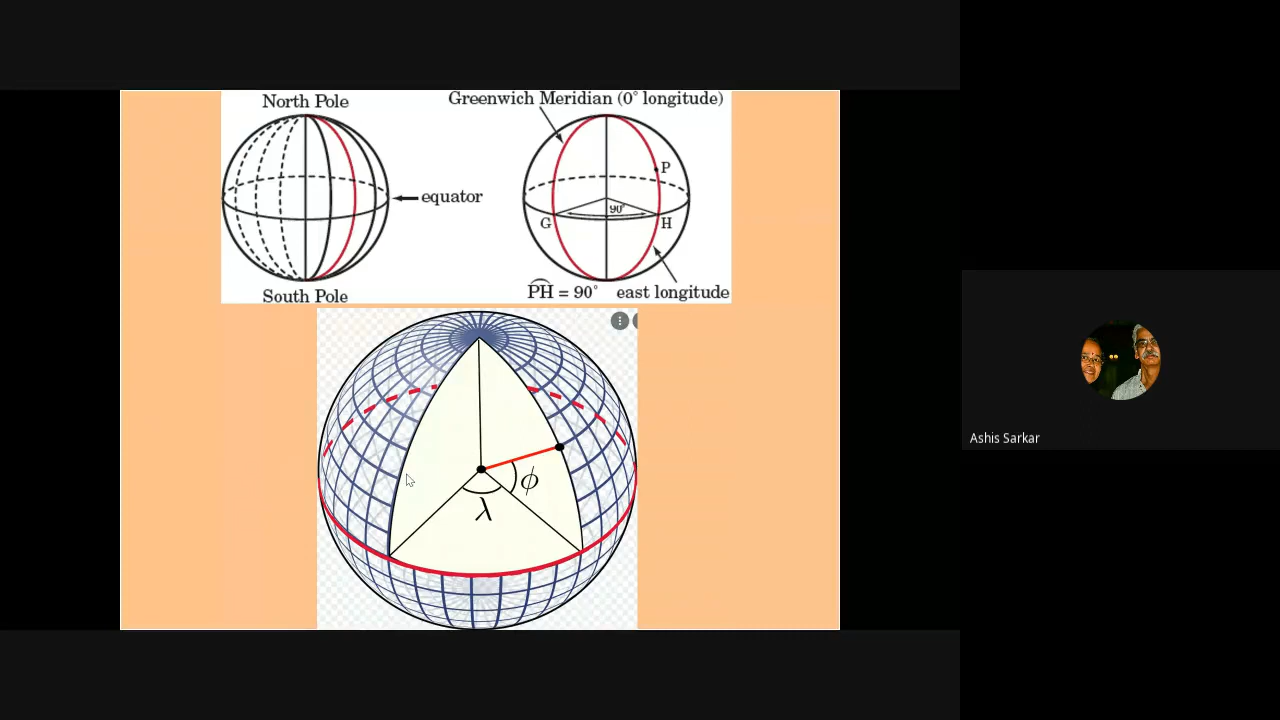 North Pole
Greenwich Meridian (0° longitude)
P
equator
90°
G
H
PH = 90° east longitude
South Pole
ϕ
λ
Ashis Sarkar